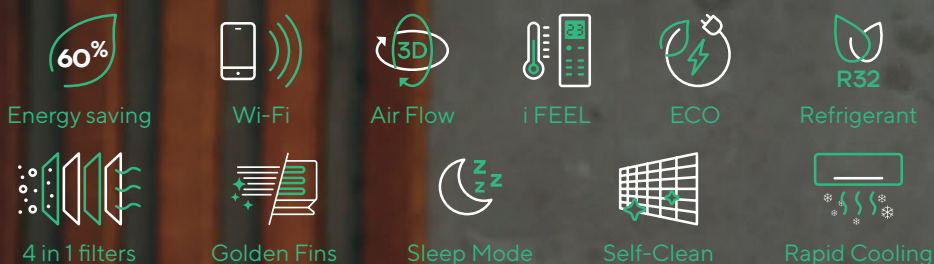 60%
3D
23
R32
Energy saving
Wi-Fi
Air Flow
i FEEL
ECO
Refrigerant
z
z
z
4 in 1 filters
Golden Fins
Sleep Mode
Self-Clean
Rapid Cooling